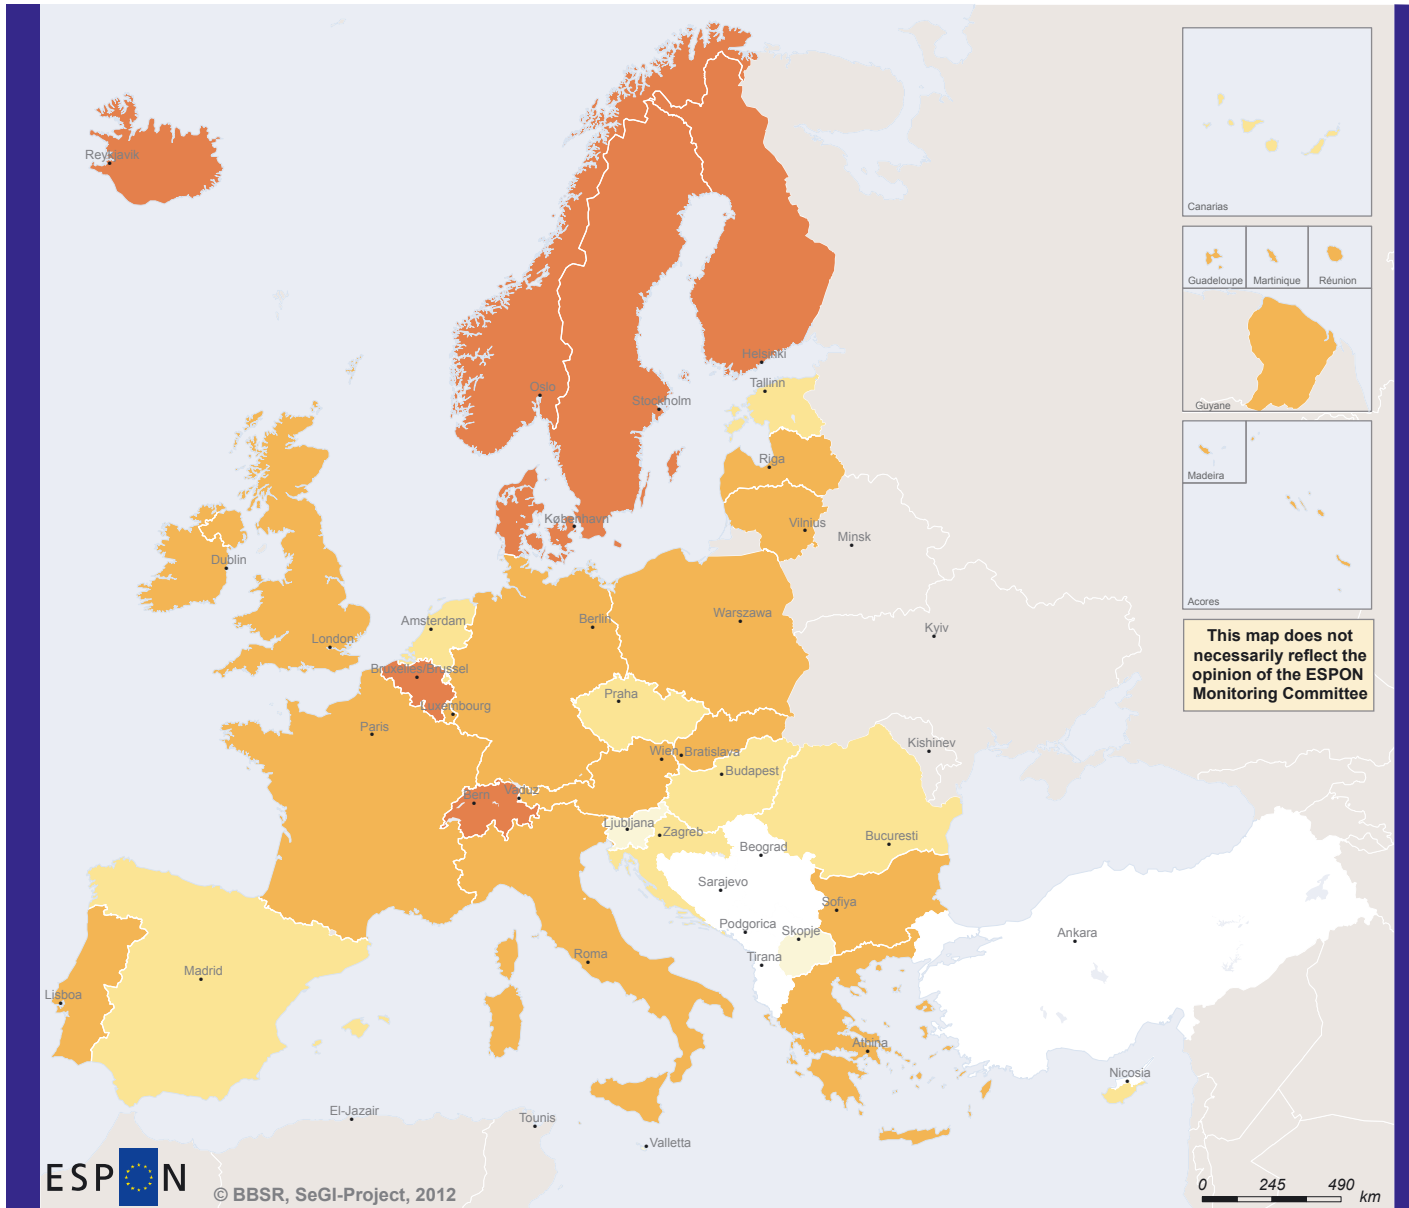 Reykjavik
Canarias
Guadeloupe
Martinique
Réunion
Guyane
Madeira
Acores
This map does not
necessarily reflect the
opinion of the ESPON
Monitoring Committee
Helsinki
Tallinn
Oslo
Stockholm
Riga
København
Vilnius
Minsk
Dublin
Amsterdam
Berlin
Warszawa
Kyiv
London
Bruxelles/Brussel
Praha
Luxembourg
Paris
Kishinev
Wien
Bratislava
Budapest
Bern
Vaduz
Ljubljana
Zagreb
Bucuresti
Beograd
Sarajevo
Sofiya
Podgorica
Skopje
Ankara
Roma
Tirana
Madrid
Lisboa
Athina
Nicosia
El-Jazair
Tounis
Valletta
ESPON
© BBSR, SeGI-Project, 2012
0 245 490
km